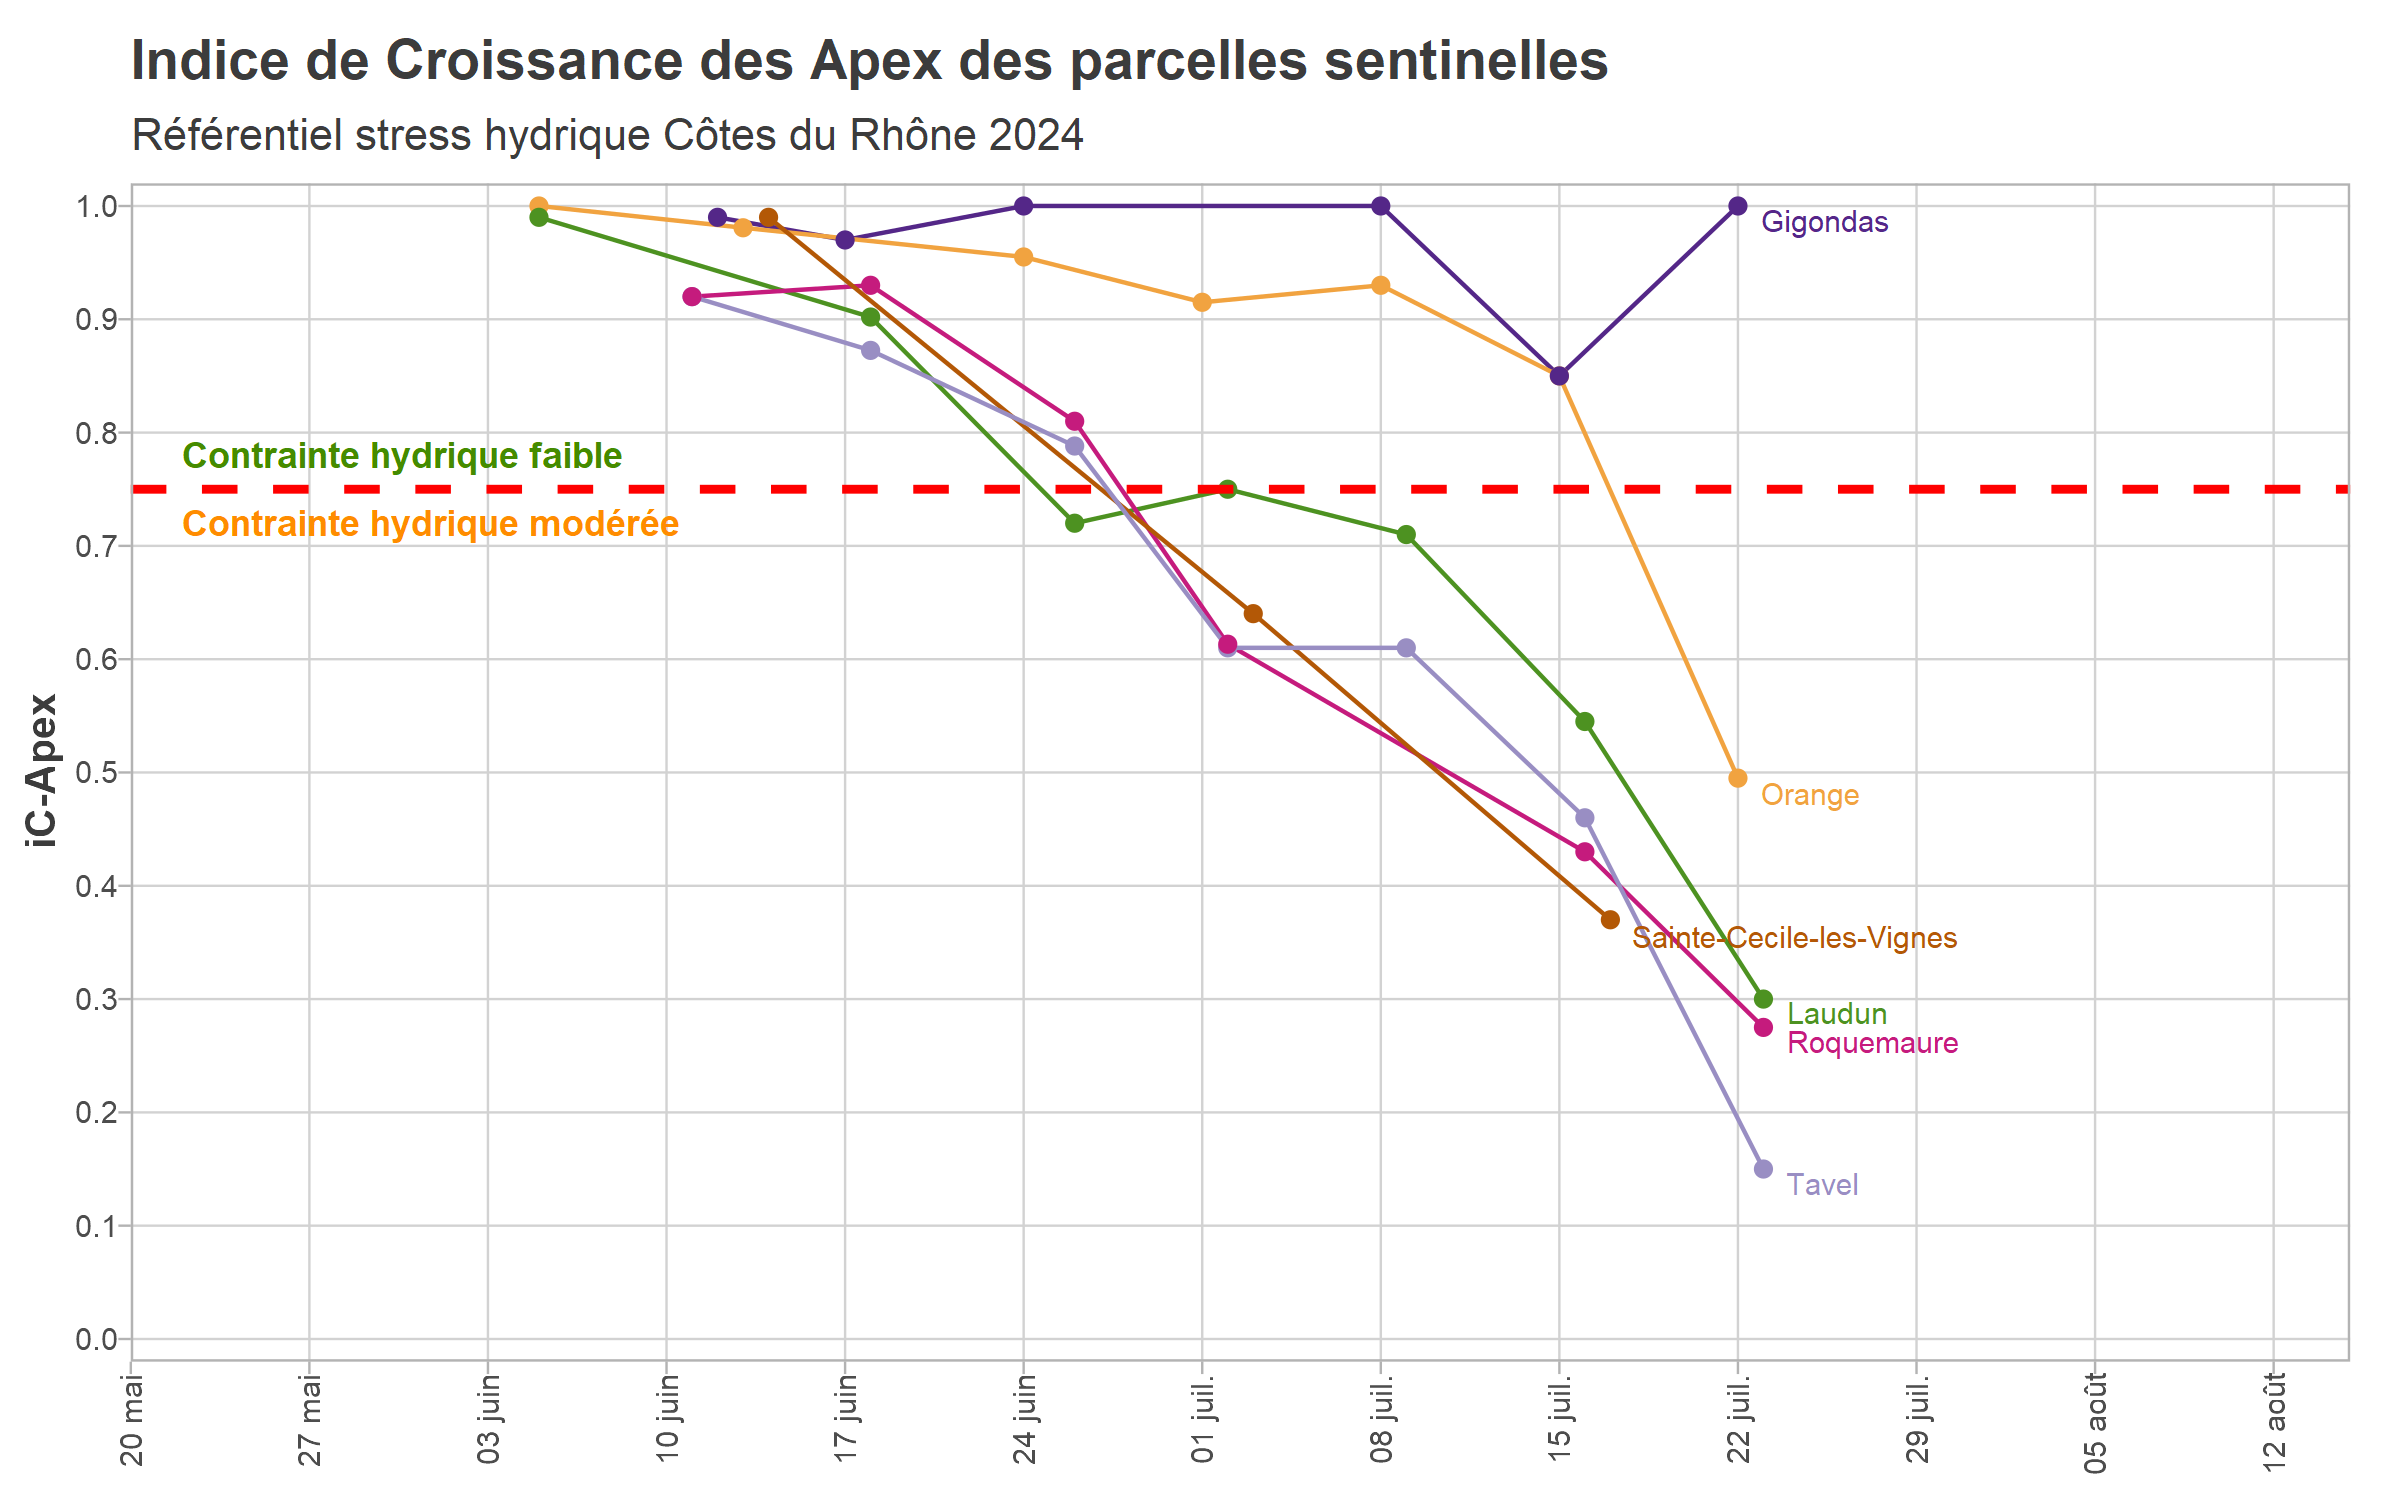 Indice de Croissance des Apex des parcelles sentinelles
Référentiel stress hydrique Côtes du Rhône 2024
iC-Apex
1.0
0.9
0.8
0.7
0.6
0.5
0.4
0.3
0.2
0.1
0.0
Contrainte hydrique faible
Contrainte hydrique modérée
Gigondas
Orange
Sainte-Cecile-les-Vignes
Laudun
Roquemaure
Tavel
20 mai
27 mai
03 juin
10 juin
17 juin
24 juin
01 juil.
08 juil.
15 juil.
22 juil.
29 juil.
05 août
12 août